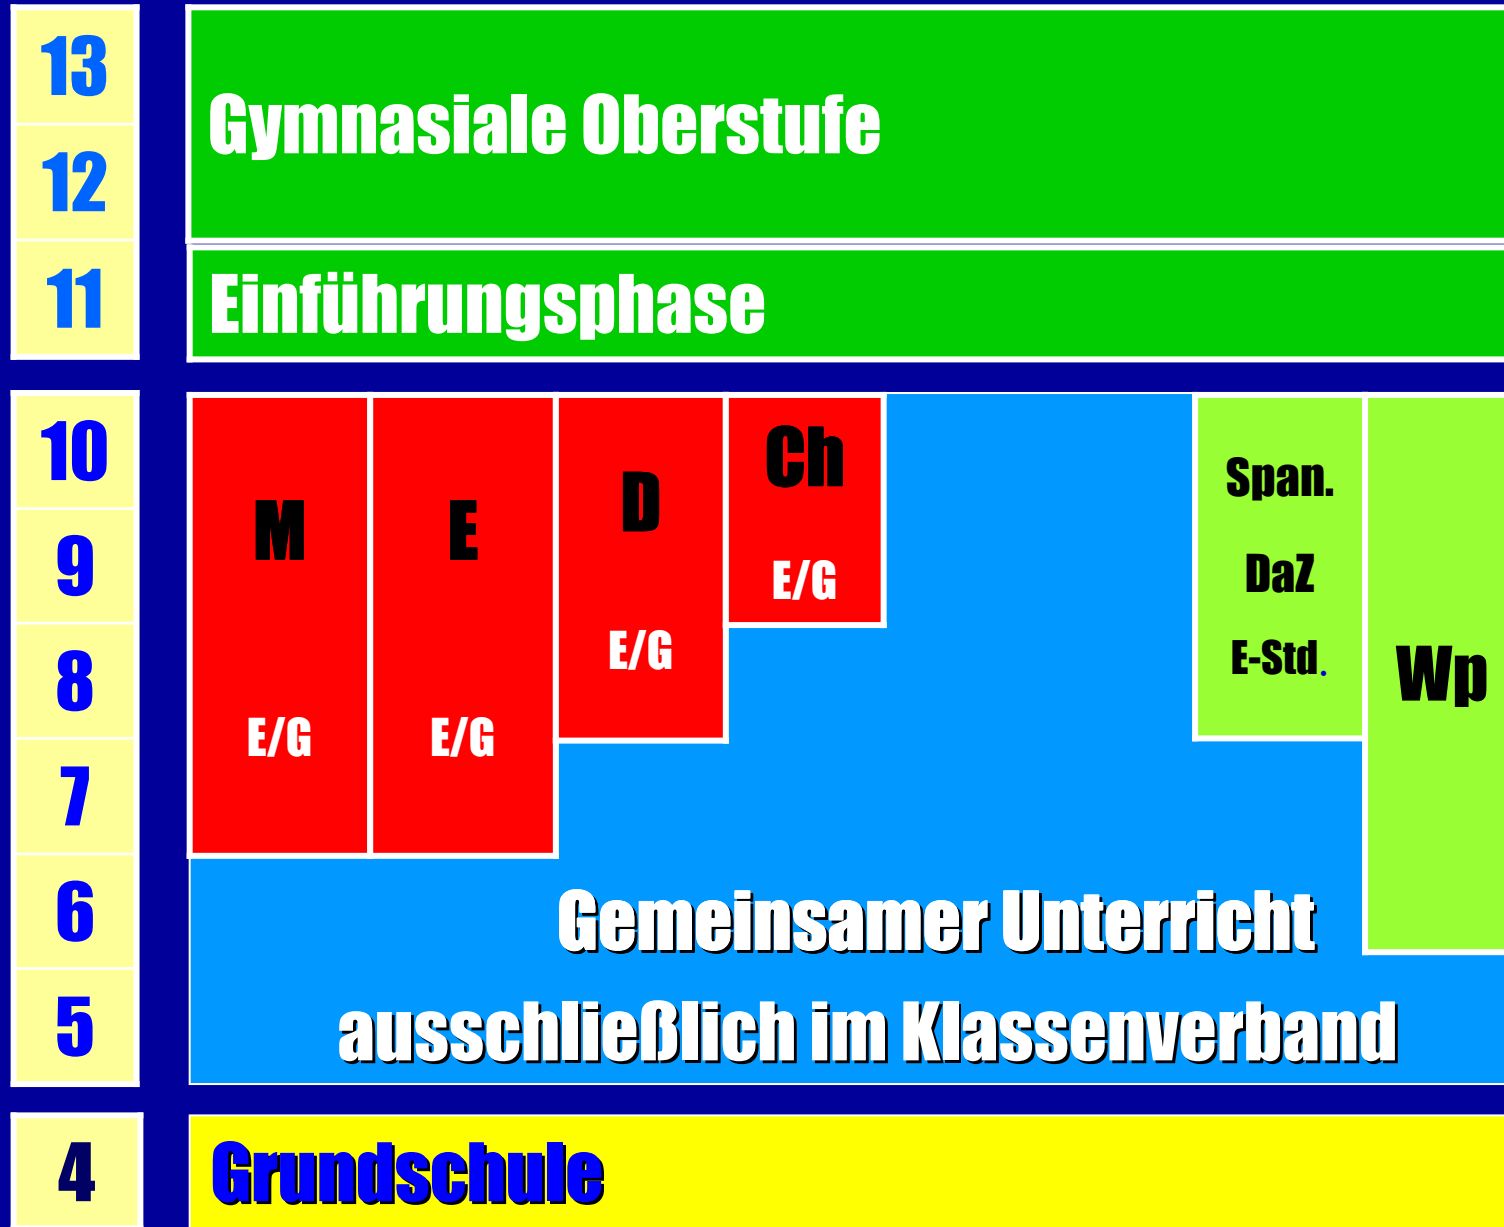 13
Gymnasiale Oberstufe
12
11
Einführungsphase
10
9
8
7
6
5
M
E/G
E
E/G
D
E/G
Ch
E/G
Span.
DaZ
E-Std.
Wp
Gemeinsamer Unterricht
ausschließlich im Klassenverband
4
Grundschule